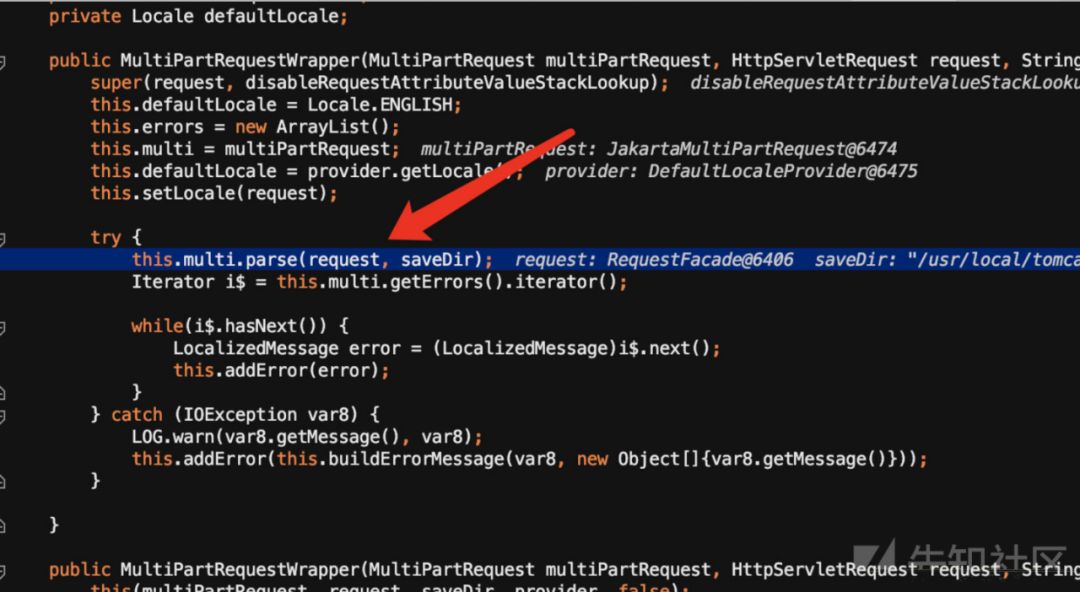 private Locale defaultLocale;
public MultiPartRequestWrapper(MultiPartRequest multiPartRequest, HttpServletRequest request, String
super(request, disableRequestAttributeValueStackLookup);  disableRequestAttributeValueStackLooku
this.defaultLocale = Locale.ENGLISH;
this.errors = new ArrayList();
this.multi = multiPartRequest;  multiPartRequest: JakartaMultiPartRequest@6474
this.defaultLocale = provider.getLocale();  provider: DefaultLocaleProvider@6475
this.setLocale(request);
try {
this.multi.parse(request, saveDir);  request: RequestFacade@6406  saveDir: "/usr/local/tomca
Iterator i$ = this.multi.getErrors().iterator();
while(i$.hasNext()) {
LocalizedMessage error = (LocalizedMessage)i$.next();
this.addError(error);
}
} catch (IOException var8) {
LOG.warn(var8.getMessage(), var8);
this.addError(this.buildErrorMessage(var8, new Object[]{var8.getMessage()}));
}
}
public MultiPartRequestWrapper(MultiPartRequest multiPartRequest, HttpServletRequest request, String
this(multiPartRequest, request, saveDir, provider, false);